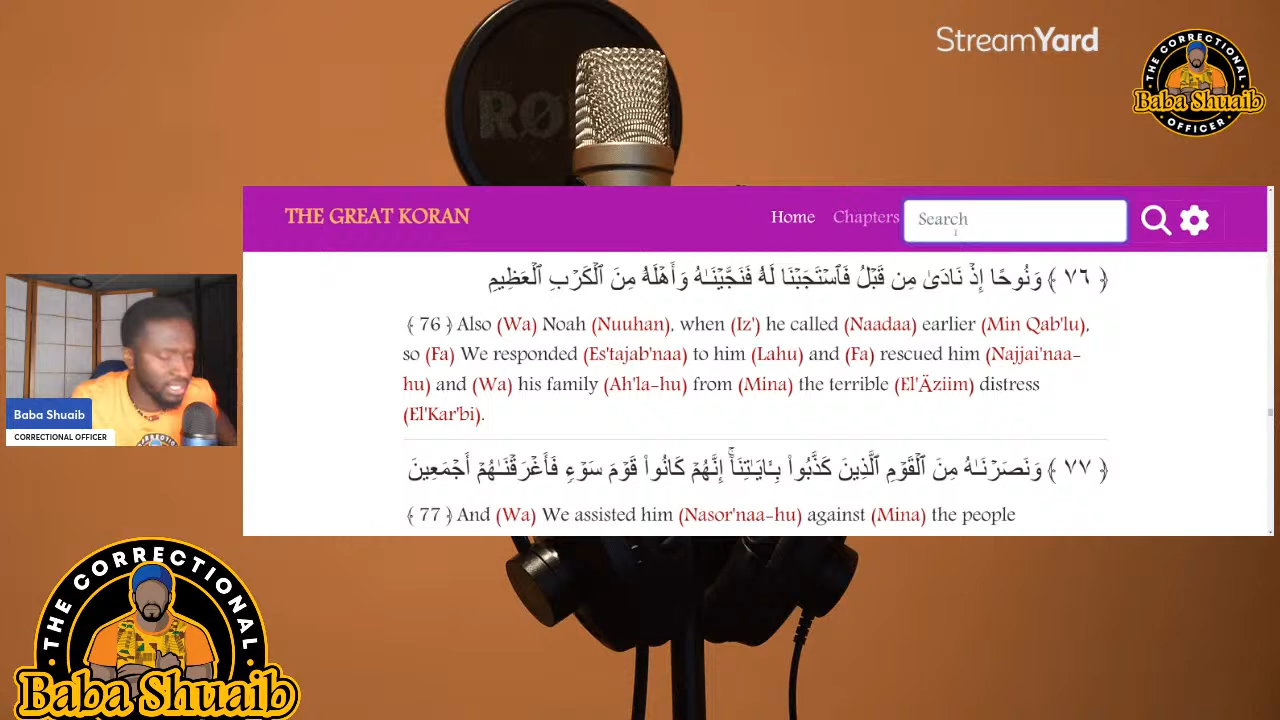 StreamYard
THE CORRECTIONAL
Baba Shuaib
OFFICER
RØ
THE GREAT KORAN
Home
Chapters
Search
﴿ ٧٦ ﴾ وَنُوحًا إِذْ نَادَىٰ مِن قَبْلُ فَٱسْتَجَبْنَا لَهُۥ فَنَجَّيْنَـٰهُ وَأَهْلَهُۥ مِنَ ٱلْكَرْبِ ٱلْعَظِيمِ
﴾ 76 ﴿ Also (Wa) Noah (Nuuhan), when (Iz') he called (Naadaa) earlier (Min Qab'lu),
so (Fa) We responded (Es'tajab'naa) to him (Lahu) and (Fa) rescued him (Najjai'naa-
hu) and (Wa) his family (Ah'la-hu) from (Mina) the terrible (El'Äziim) distress
(El'Kar'bi).
﴿ ٧٧ ﴾ وَنَصَرْنَـٰهُ مِنَ ٱلْقَوْمِ ٱلَّذِينَ كَذَّبُوا۟ بِـَٔايَـٰتِنَآ ۚ إِنَّهُمْ كَانُوا۟ قَوْمَ سَوْءٍ فَأَغْرَقْنَـٰهُمْ أَجْمَعِينَ
﴾ 77 ﴿ And (Wa) We assisted him (Nasor'naa-hu) against (Mina) the people
Baba Shuaib
CORRECTIONAL OFFICER
THE CORRECTIONAL
Baba Shuaib